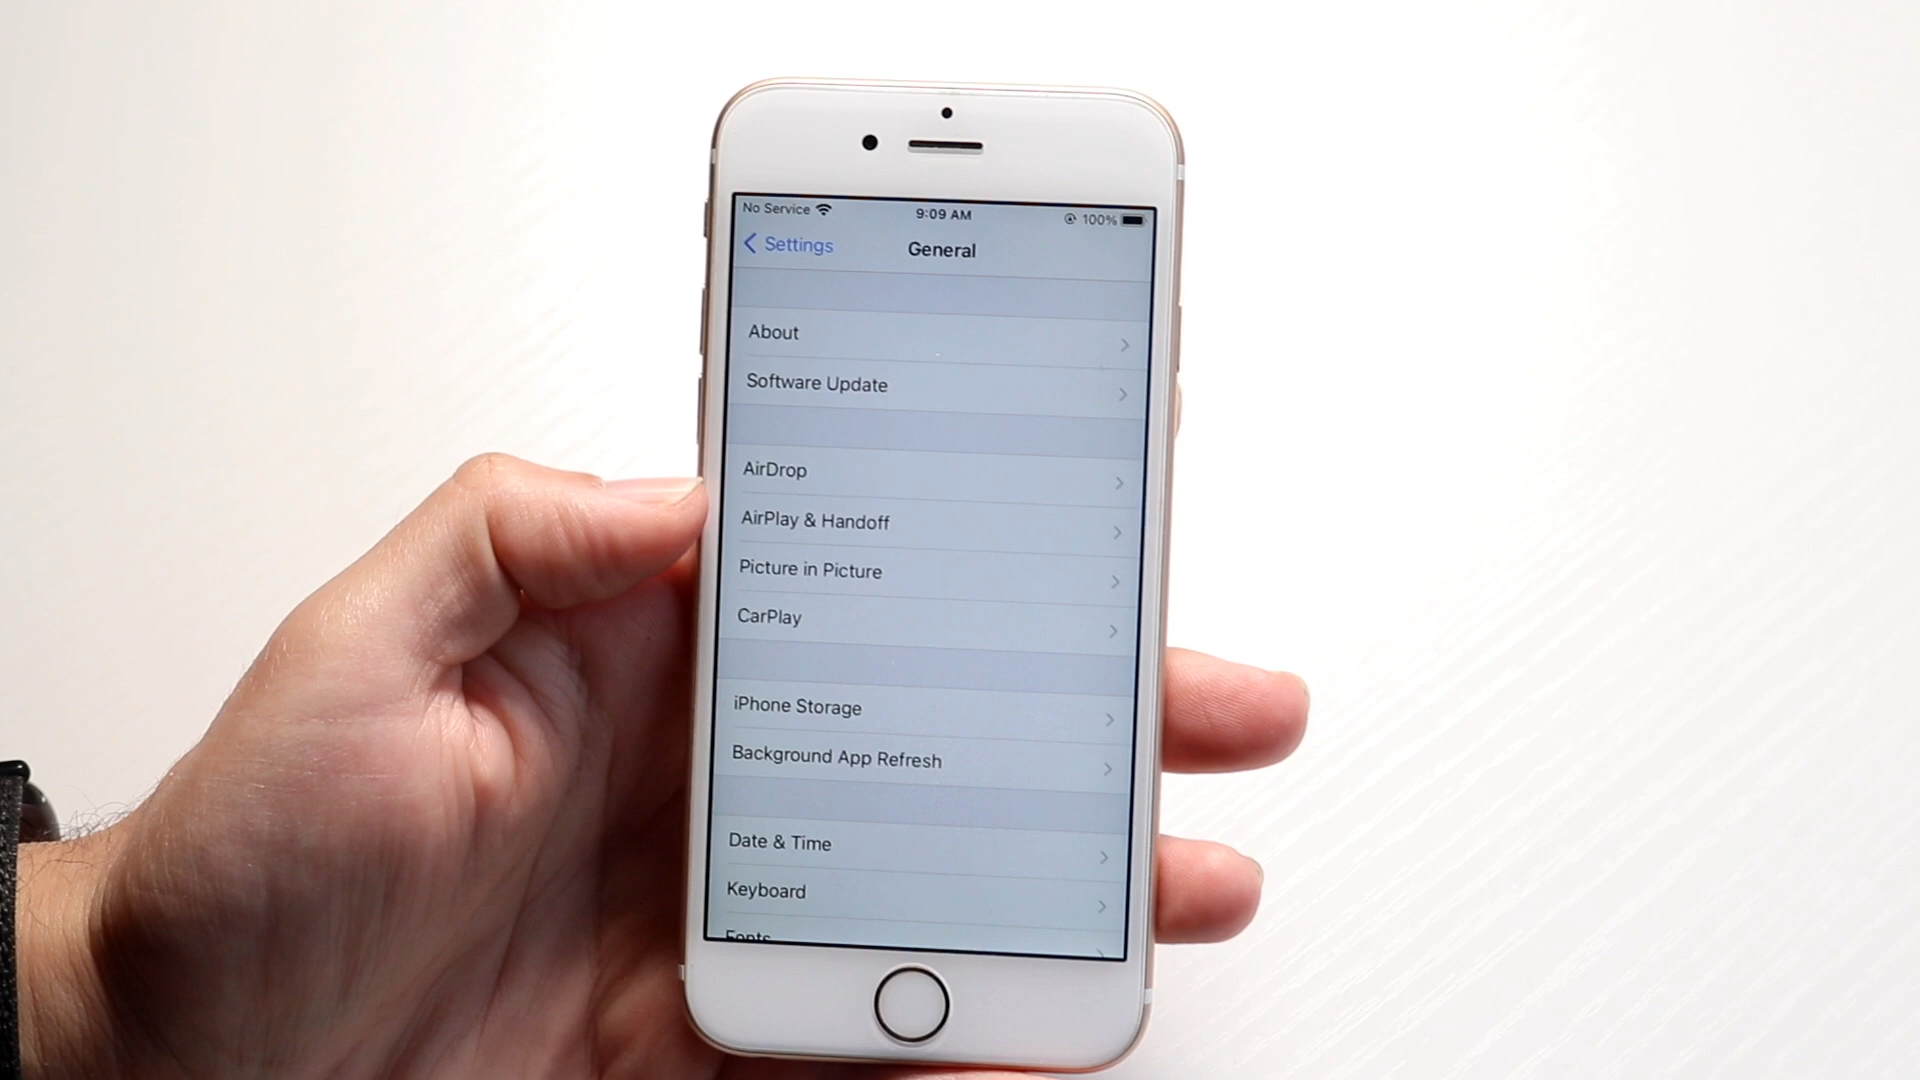 No Service 9:09 AM 100%
Settings General
About
Software Update
AirDrop
AirPlay & Handoff
Picture in Picture
CarPlay
iPhone Storage
Background App Refresh
Date & Time
Keyboard
Fonts